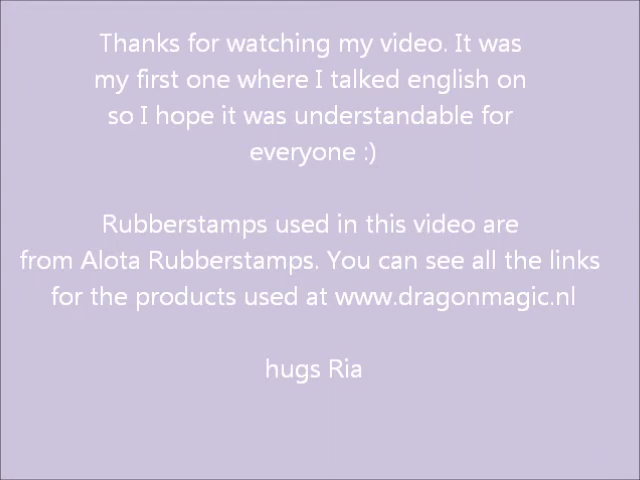 Thanks for watching my video. It was
my first one where I talked english on
so I hope it was understandable for
everyone :)
Rubberstamps used in this video are
from Alota Rubberstamps. You can see all the links
for the products used at www.dragonmagic.nl
hugs Ria